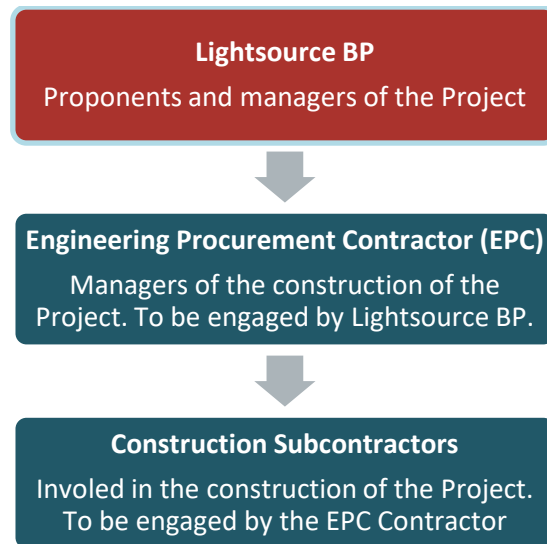 Lightsource BP
Proponents and managers of the Project
Engineering Procurement Contractor (EPC)
Managers of the construction of the
Project. To be engaged by Lightsource BP.
Construction Subcontractors
Involed in the construction of the Project.
To be engaged by the EPC Contractor